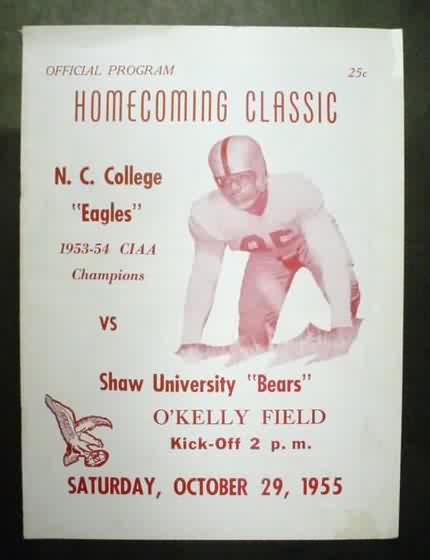 OFFICIAL PROGRAM 25c
HOMECOMING CLASSIC
N. C. College
"Eagles"
1953-54 CIAA
Champions
VS
Shaw University "Bears"
O'KELLY FIELD
Kick-Off 2 p. m.
SATURDAY, OCTOBER 29, 1955